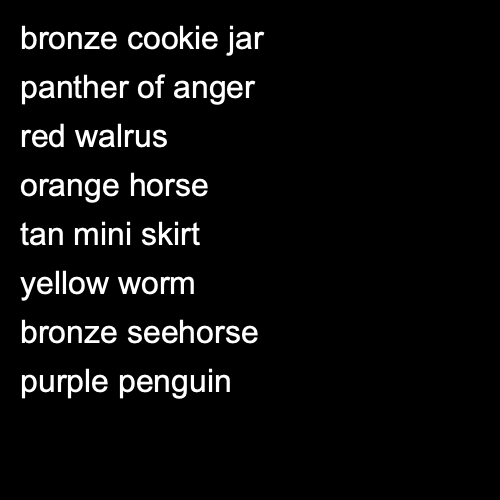 bronze cookie jar
panther of anger
red walrus
orange horse
tan mini skirt
yellow worm
bronze seehorse
purple penguin